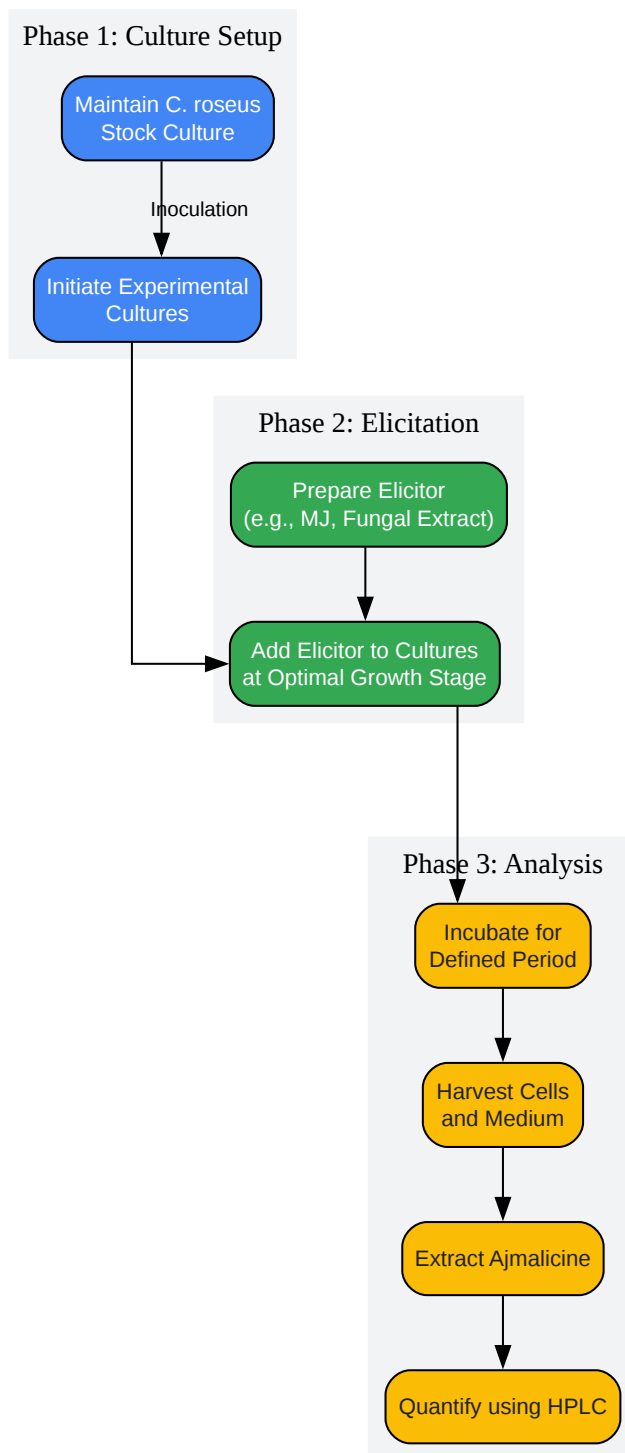 Phase 1: Culture Setup
Maintain C. roseus
Stock Culture
Inoculation
Initiate Experimental
Cultures
Phase 2: Elicitation
Prepare Elicitor
(e.g., MJ, Fungal Extract)
Add Elicitor to Cultures
at Optimal Growth Stage
Phase 3: Analysis
Incubate for
Defined Period
Harvest Cells
and Medium
Extract Ajmalicine
Quantify using HPLC